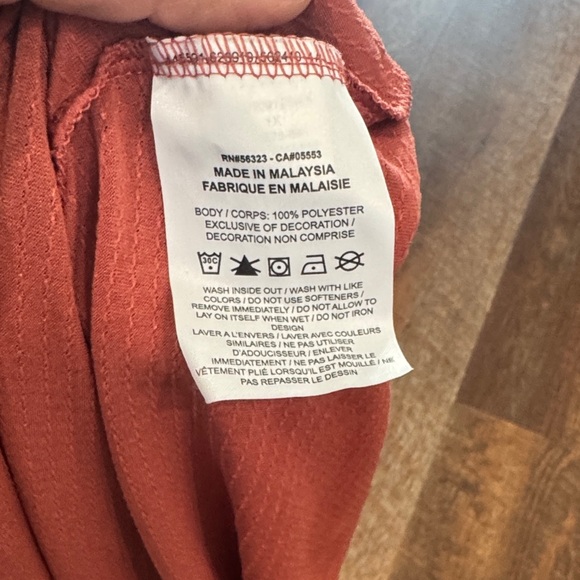 RN#56323 - CA#05553
MADE IN MALAYSIA
FABRIQUE EN MALAISIE
BODY / CORPS: 100% POLYESTER
EXCLUSIVE OF DECORATION /
DECORATION NON COMPRISE
30C
WASH INSIDE OUT / WASH WITH LIKE
COLORS / DO NOT USE SOFTENERS /
REMOVE IMMEDIATELY / DO NOT ALLOW TO
LAY ON ITSELF WHEN WET / DO NOT IRON
DESIGN
LAVER A L'ENVERS / LAVER AVEC COULEURS
SIMILAIRES / NE PAS UTILISER
D'ADOUCISSEUR / ENLEVER
IMMEDIATEMENT / NE PAS LAISSER LE
VÊTEMENT PLIÉ LORSQU'IL EST MOUILLÉ / NE
PAS REPASSER LE DESSIN